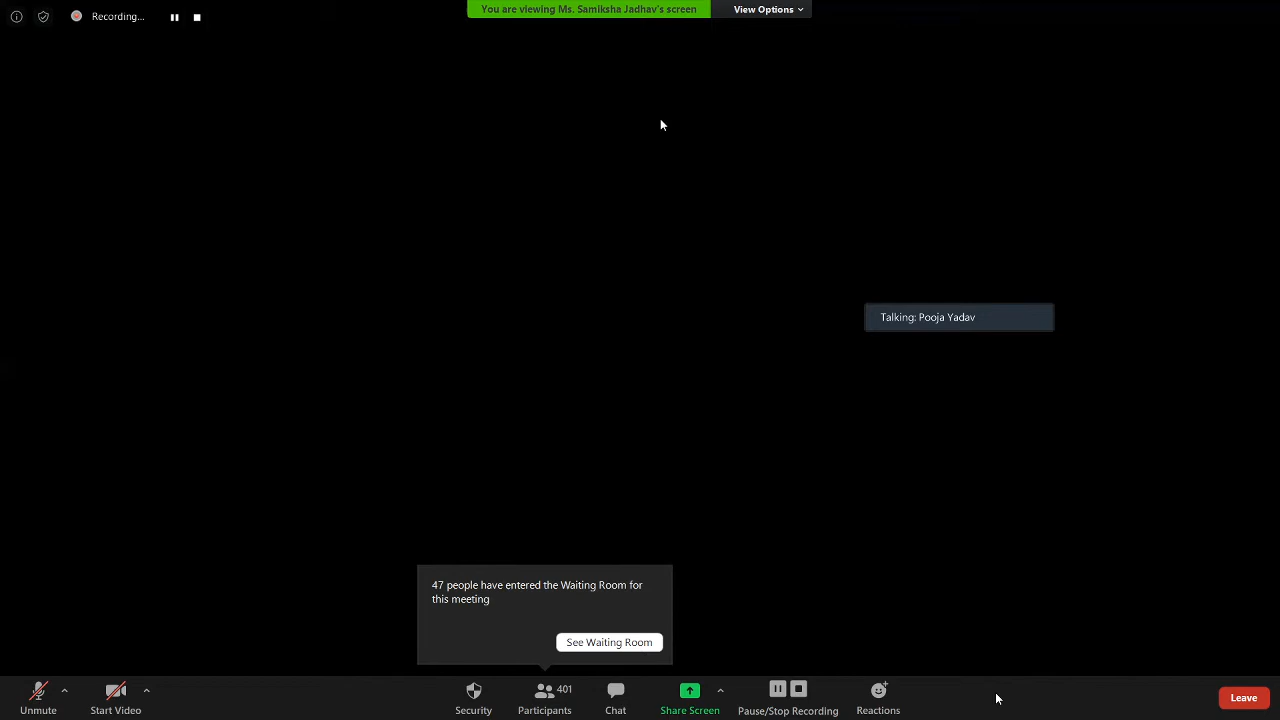 Recording...
You are viewing Ms. Samiksha Jadhav's screen
View Options
Talking: Pooja Yadav
47 people have entered the Waiting Room for
this meeting
See Waiting Room
Unmute
Start Video
Security
Participants
401
Chat
Share Screen
Pause/Stop Recording
Reactions
Leave